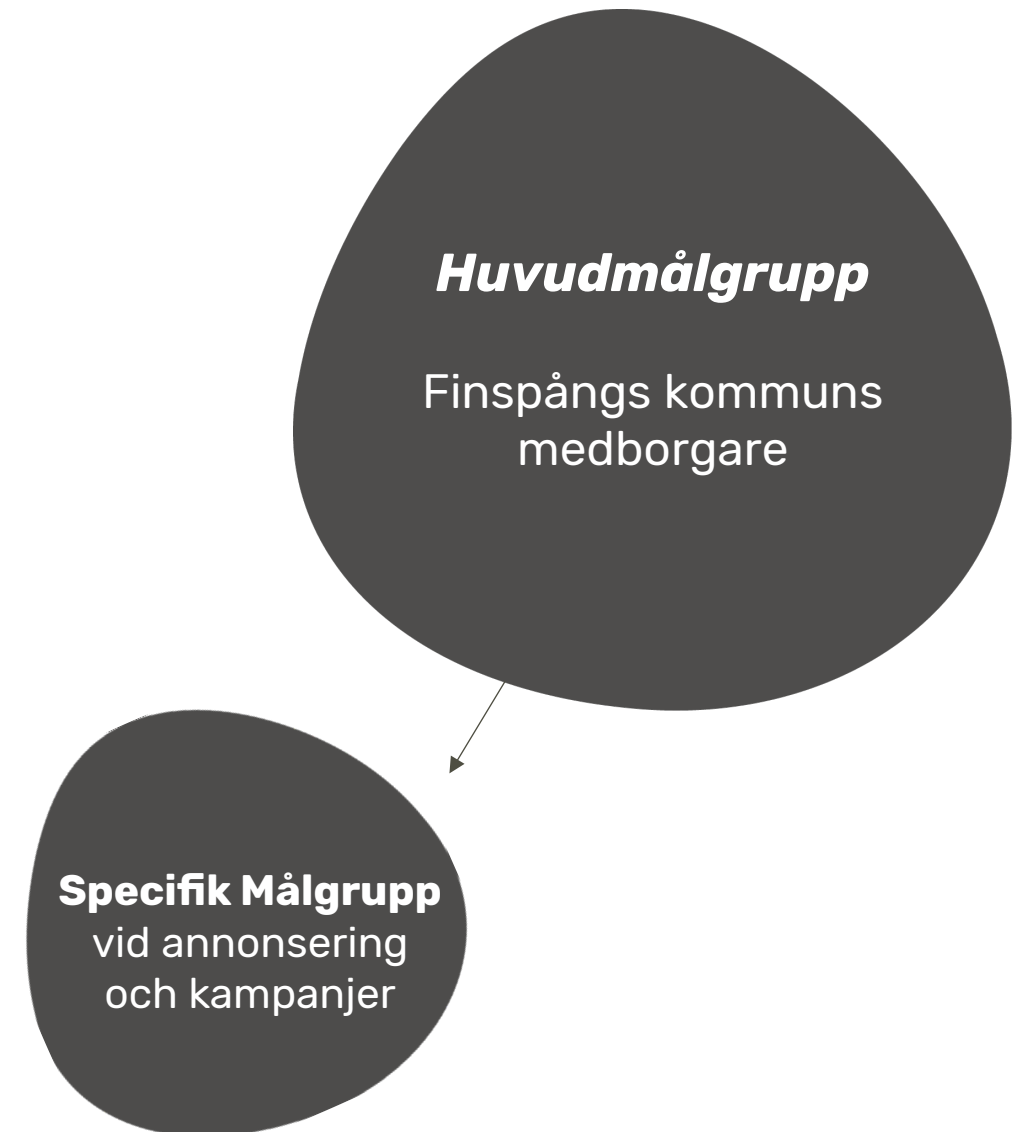 Huvudmålgrupp
Finspångs kommuns
medborgare
Specifik Målgrupp
vid annonsering
och kampanjer